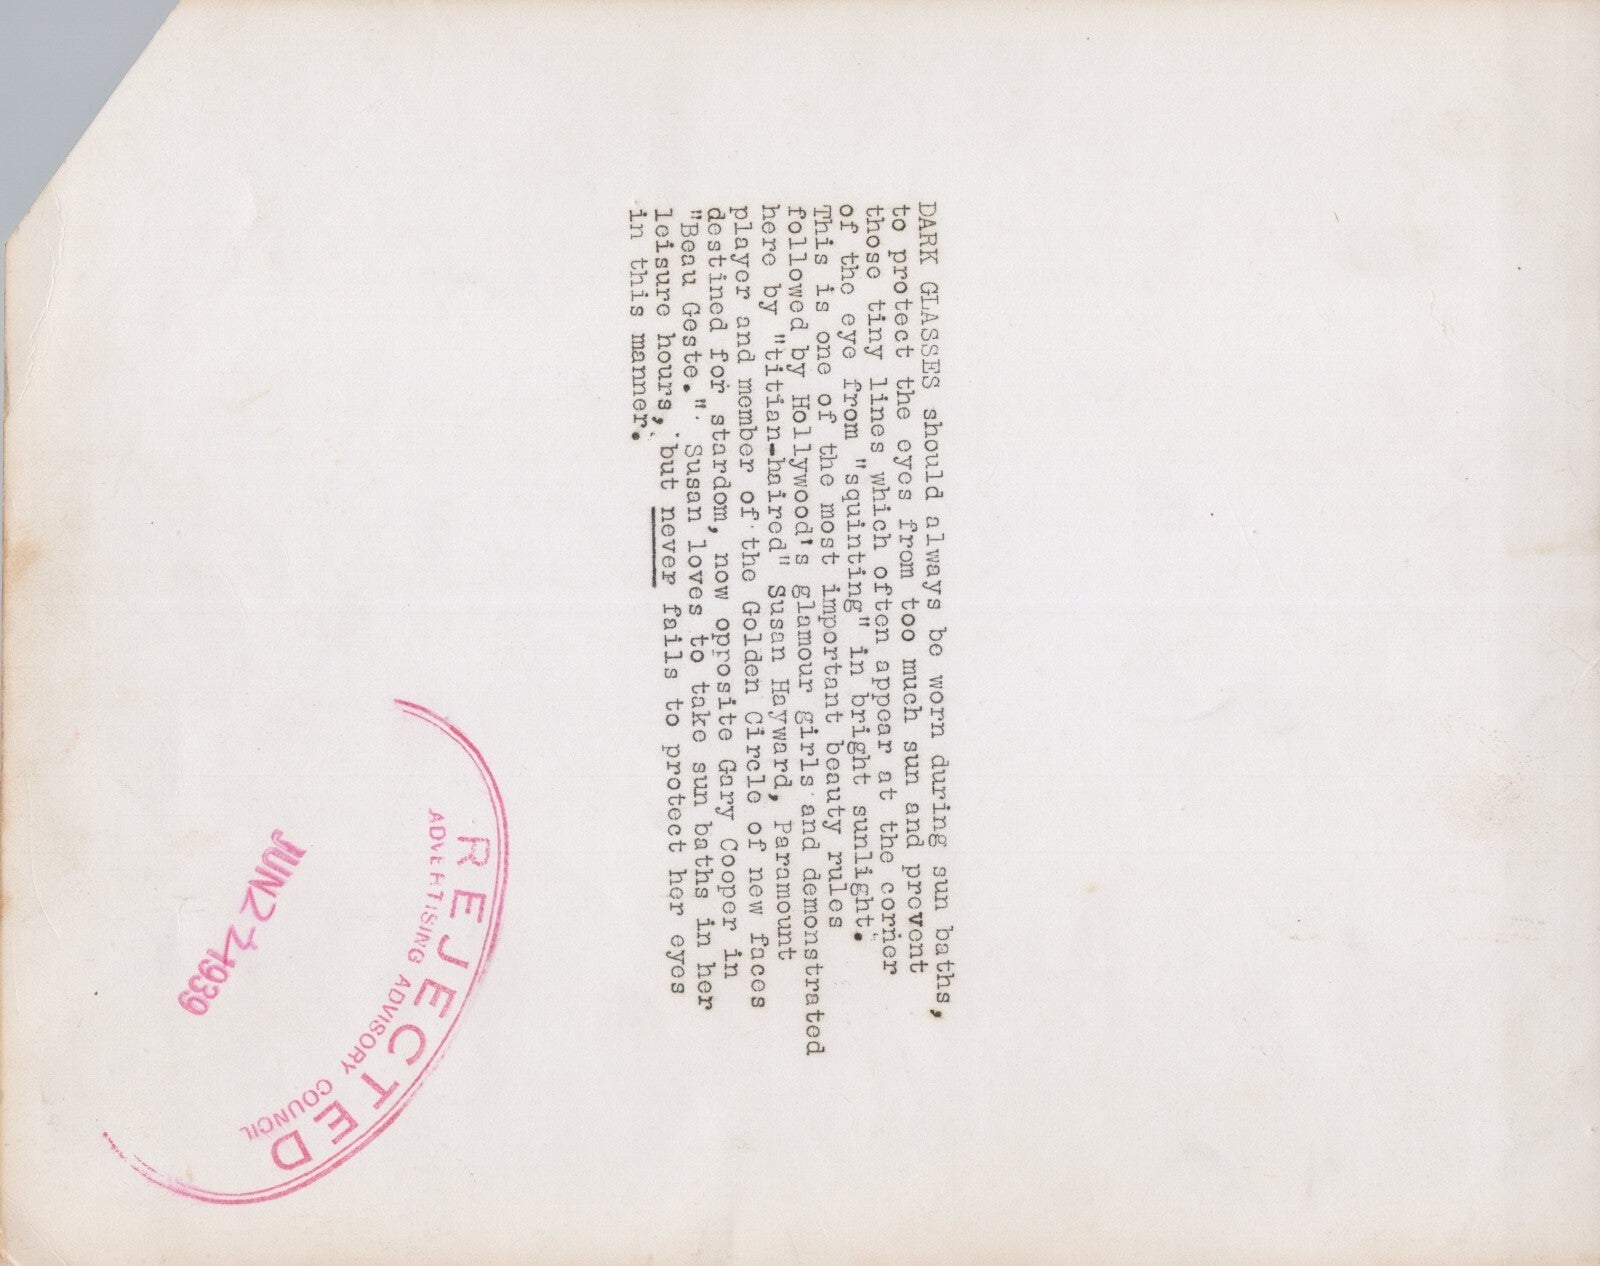 DARK GLASSES should always be worn during sun baths,
to protect the eyes from too much sun and prevent
those tiny lines which often appear at the corner
of the eye from "squinting" in bright sunlight.
This is one of the most important beauty rules
followed by Hollywood's glamour girls and demonstrated
here by "titian-haired" Susan Hayward, Paramount
player and member of the Golden Circle of new faces
destined for stardom, now opposite Gary Cooper in
"Beau Geste." Susan loves to take sun baths in her
leisure hours, but never fails to protect her eyes
in this manner.
REJECTED
ADVERTISING ADVISORY COUNCIL
JUN 2 1939